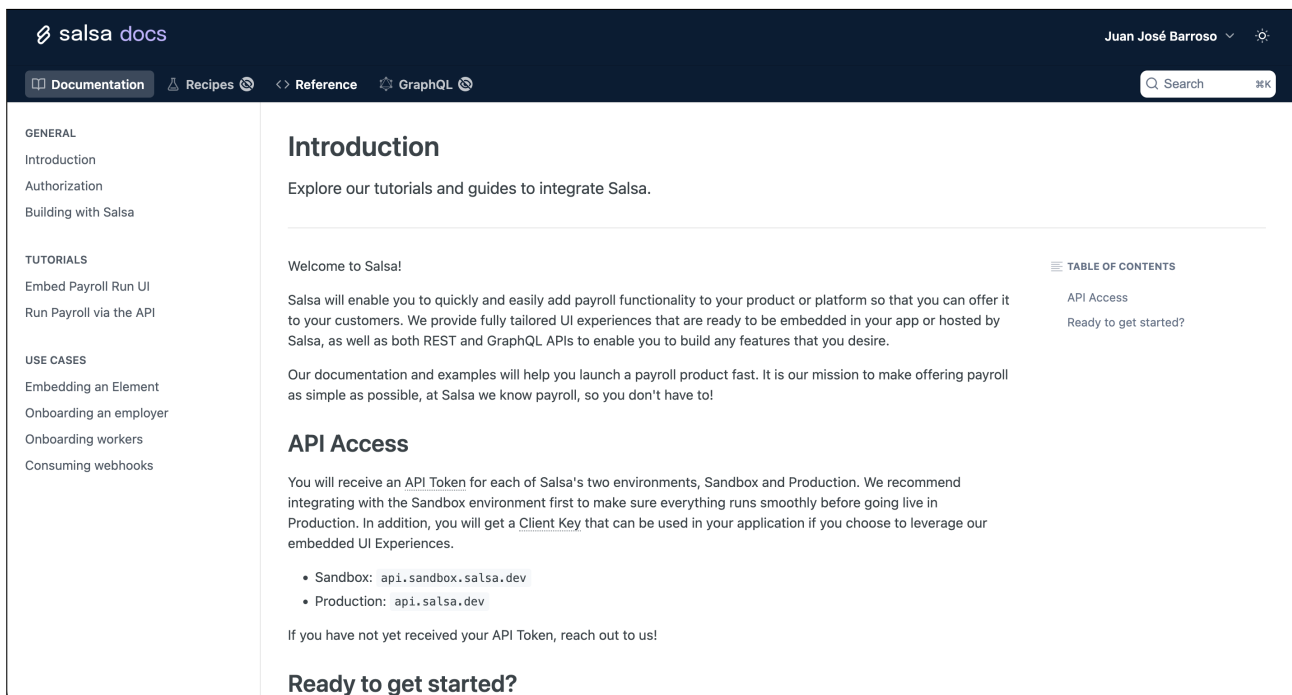 salsa docs
Juan José Barroso
Documentation
Recipes
Reference
GraphQL
Search
⌘K
GENERAL
Introduction
Authorization
Building with Salsa
TUTORIALS
Embed Payroll Run UI
Run Payroll via the API
USE CASES
Embedding an Element
Onboarding an employer
Onboarding workers
Consuming webhooks
Introduction
Explore our tutorials and guides to integrate Salsa.
Welcome to Salsa!
Salsa will enable you to quickly and easily add payroll functionality to your product or platform so that you can offer it
to your customers. We provide fully tailored UI experiences that are ready to be embedded in your app or hosted by
Salsa, as well as both REST and GraphQL APIs to enable you to build any features that you desire.
Our documentation and examples will help you launch a payroll product fast. It is our mission to make offering payroll
as simple as possible, at Salsa we know payroll, so you don't have to!
API Access
You will receive an API Token for each of Salsa's two environments, Sandbox and Production. We recommend
integrating with the Sandbox environment first to make sure everything runs smoothly before going live in
Production. In addition, you will get a Client Key that can be used in your application if you choose to leverage our
embedded UI Experiences.
• Sandbox: api.sandbox.salsa.dev
• Production: api.salsa.dev
If you have not yet received your API Token, reach out to us!
Ready to get started?
TABLE OF CONTENTS
API Access
Ready to get started?